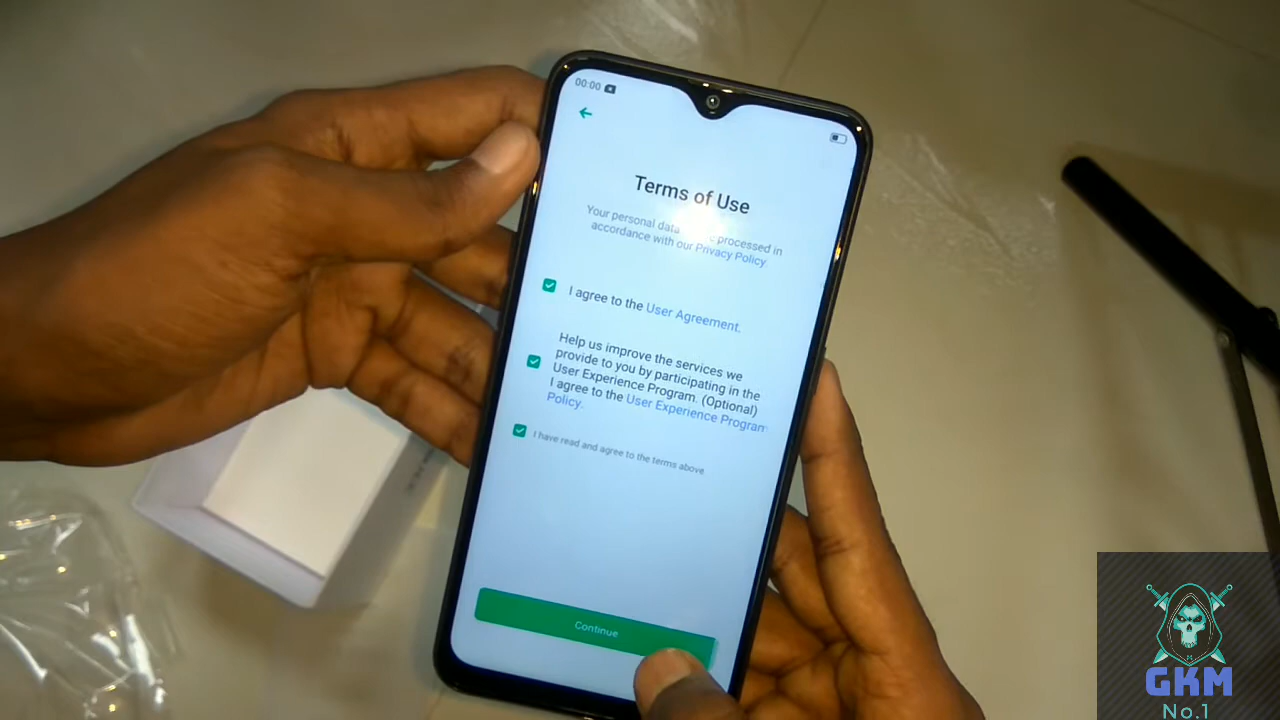 00:00
Terms of Use
Your personal data processed in
accordance with our Privacy Policy
I agree to the User Agreement.
Help us improve the services we
provide to you by participating in the
User Experience Program. (Optional)
I agree to the User Experience Program
Policy.
I have read and agree to the terms above
Continue
GKM
No.1